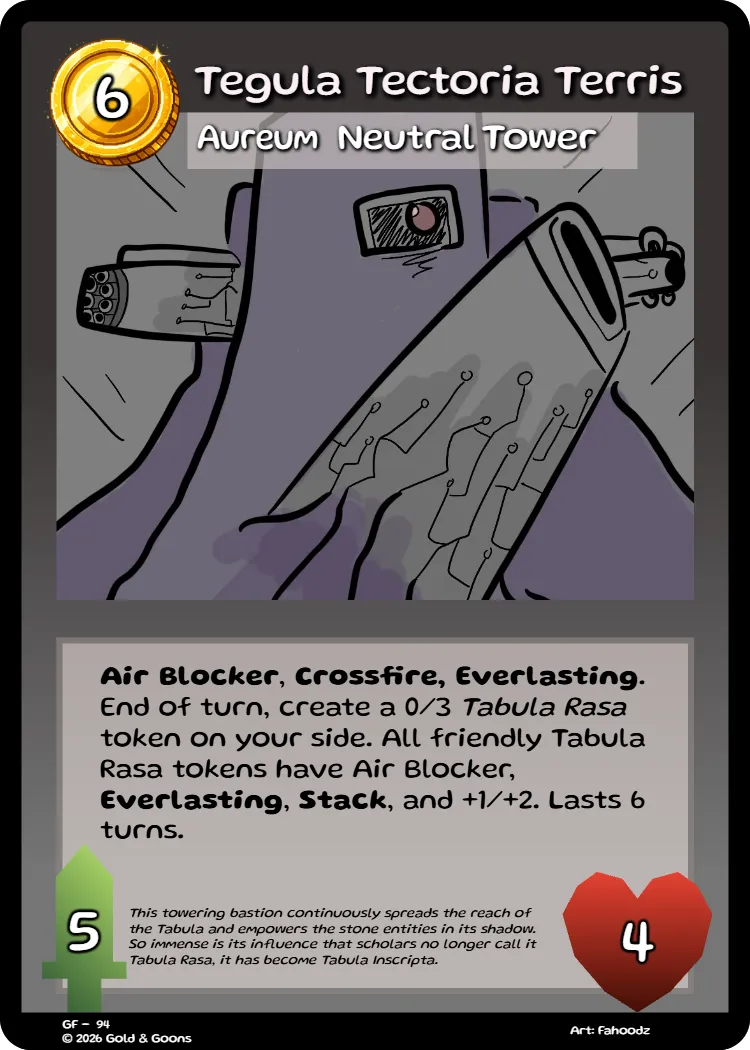 6
Tegula Tectoria Terris
Aureum Neutral Tower
Air Blocker, Crossfire, Everlasting.
End of turn, create a 0/3 Tabula Rasa
token on your side. All friendly Tabula
Rasa tokens have Air Blocker,
Everlasting, Stack, and +1/+2. Lasts 6
turns.
5
This towering bastion continuously spreads the reach of
the Tabula and empowers the stone entities in its shadow.
So immense is its influence that scholars no longer call it
Tabula Rasa, it has become Tabula Inscripta.
4
GF - 94
© 2026 Gold & Goons
Art: Fahoodz